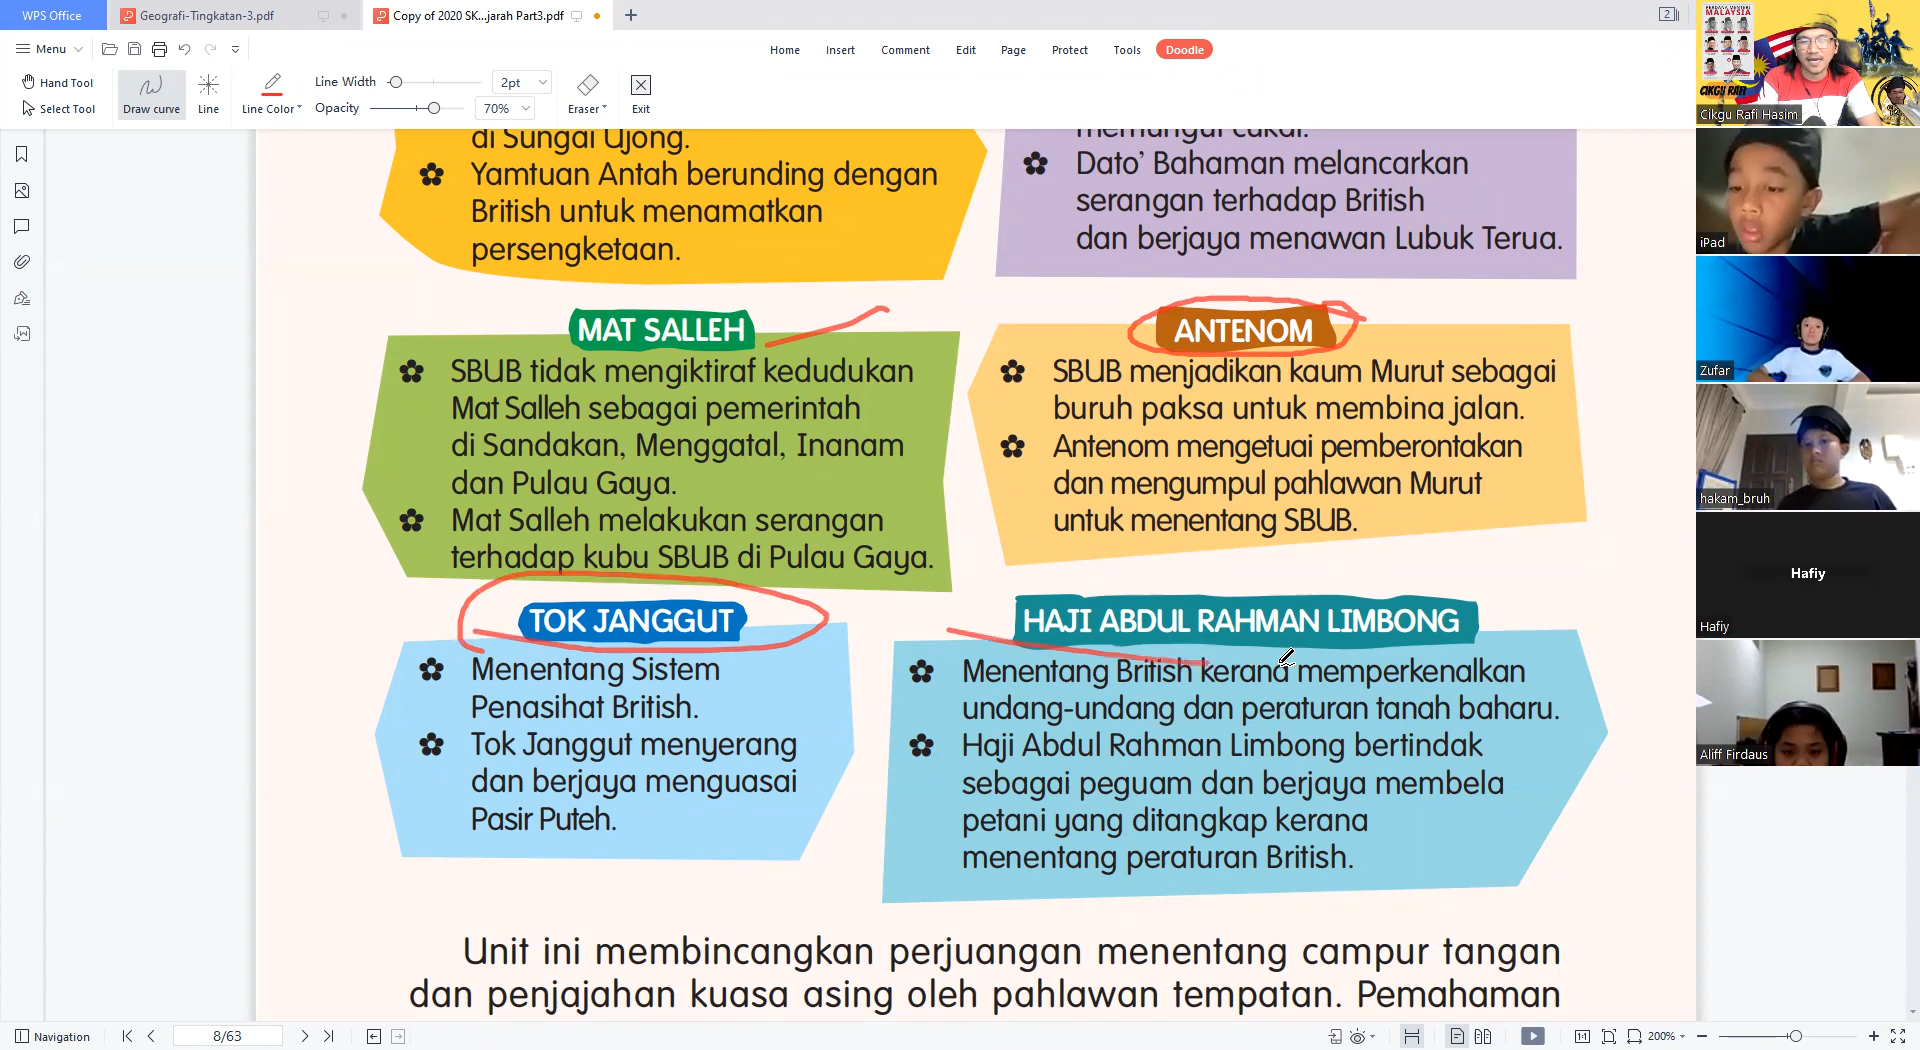 WPS Office
Geografi-Tingkatan-3.pdf
Copy of 2020 SK...jarah Part3.pdf
2
Menu
Home
Insert
Comment
Edit
Page
Protect
Tools
Doodle
Hand Tool
Select Tool
Draw curve
Line
Line Color
Line Width
2pt
Opacity
70%
Eraser
Exit
di Sungai Ujong.
Yamtuan Antah berunding dengan
British untuk menamatkan
persengketaan.
memungut cukai.
Dato' Bahaman melancarkan
serangan terhadap British
dan berjaya menawan Lubuk Terua.
MAT SALLEH
SBUB tidak mengiktiraf kedudukan
Mat Salleh sebagai pemerintah
di Sandakan, Menggatal, Inanam
dan Pulau Gaya.
Mat Salleh melakukan serangan
terhadap kubu SBUB di Pulau Gaya.
ANTENOM
SBUB menjadikan kaum Murut sebagai
buruh paksa untuk membina jalan.
Antenom mengetuai pemberontakan
dan mengumpul pahlawan Murut
untuk menentang SBUB.
TOK JANGGUT
Menentang Sistem
Penasihat British.
Tok Janggut menyerang
dan berjaya menguasai
Pasir Puteh.
HAJI ABDUL RAHMAN LIMBONG
Menentang British kerana memperkenalkan
undang-undang dan peraturan tanah baharu.
Haji Abdul Rahman Limbong bertindak
sebagai peguam dan berjaya membela
petani yang ditangkap kerana
menentang peraturan British.
Unit ini membincangkan perjuangan menentang campur tangan
dan penjajahan kuasa asing oleh pahlawan tempatan. Pemahaman
PERDANA MENTERI
MALAYSIA
CIKGU RAFI
Cikgu Rafi Hasim
iPad
Zufar
hakam_bruh
Hafiy
Hafiy
Aliff Firdaus
Navigation
8/63
1:1
200%